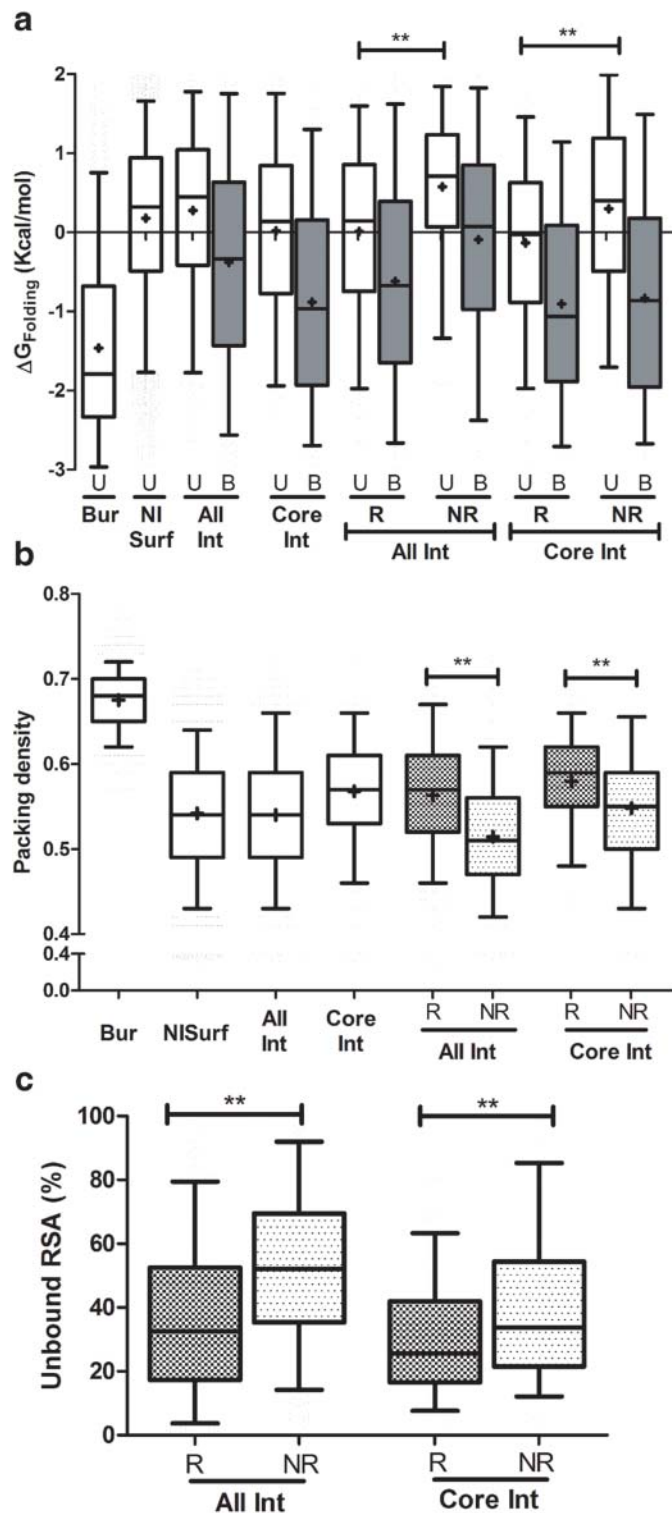 a
** **
2
1
0
-1
-2
-3
ΔG Folding (Kcal/mol)
U U U B U B U B U B U B U B
Bur NI Surf All Int Core Int R NR R NR
All Int Core Int
b
0.8
0.7
0.6
0.5
0.4
0.4
0.0
Packing density
** **
R NR R NR
Bur NISurf All Int Core Int All Int Core Int
c
100
80
60
40
20
0
Unbound RSA (%)
** **
R NR R NR
All Int Core Int